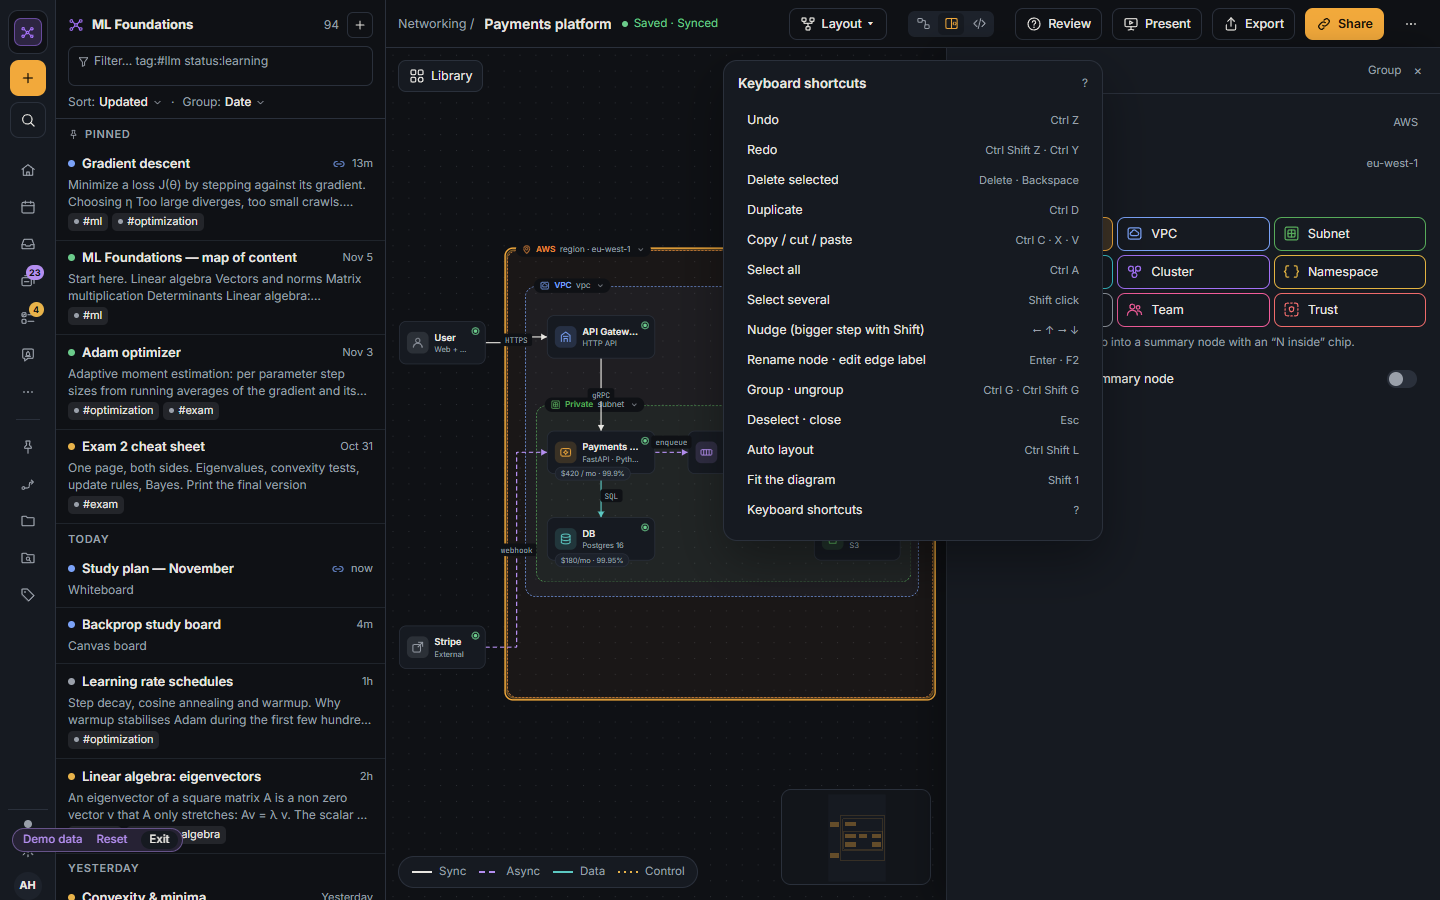 ML Foundations
94
Filter... tag:#llm status:learning
Sort: Updated · Group: Date
PINNED
Gradient descent
13m
Minimize a loss J(θ) by stepping against its gradient.
Choosing η Too large diverges, too small crawls....
#ml
#optimization
ML Foundations — map of content
Nov 5
Start here. Linear algebra Vectors and norms Matrix
multiplication Determinants Linear algebra:...
#ml
Adam optimizer
Nov 3
Adaptive moment estimation: per parameter step
sizes from running averages of the gradient and its...
#optimization
#exam
Exam 2 cheat sheet
Oct 31
One page, both sides. Eigenvalues, convexity tests,
update rules, Bayes. Print the final version
#exam
TODAY
Study plan — November
now
Whiteboard
Backprop study board
4m
Canvas board
Learning rate schedules
1h
Step decay, cosine annealing and warmup. Why
warmup stabilises Adam during the first few hundre...
#optimization
Linear algebra: eigenvectors
2h
An eigenvector of a square matrix A is a non zero
vector v that A only stretches: Av = λ v. The scalar ...
algebra
YESTERDAY
Convexity & minima
Yesterday
23
4
Demo data
Reset
Exit
AH
Networking /
Payments platform
Saved · Synced
Layout
Review
Present
Export
Share
Library
AWS region · eu-west-1
VPC vpc
User
Web + ...
HTTPS
API Gatew...
HTTP API
gRPC
Private subnet
Payments ...
FastAPI · Pyth...
$420 / mo · 99.9%
enqueue
SQL
DB
Postgres 16
$180/mo · 99.95%
webhook
S3
Stripe
External
Sync
Async
Data
Control
Keyboard shortcuts
?
Undo
Ctrl Z
Redo
Ctrl Shift Z · Ctrl Y
Delete selected
Delete · Backspace
Duplicate
Ctrl D
Copy / cut / paste
Ctrl C · X · V
Select all
Ctrl A
Select several
Shift click
Nudge (bigger step with Shift)
← ↑ → ↓
Rename node · edit edge label
Enter · F2
Group · ungroup
Ctrl G · Ctrl Shift G
Deselect · close
Esc
Auto layout
Ctrl Shift L
Fit the diagram
Shift 1
Keyboard shortcuts
?
Group
AWS
eu-west-1
VPC
Subnet
Cluster
Namespace
Team
Trust
into a summary node with an “N inside” chip.
node